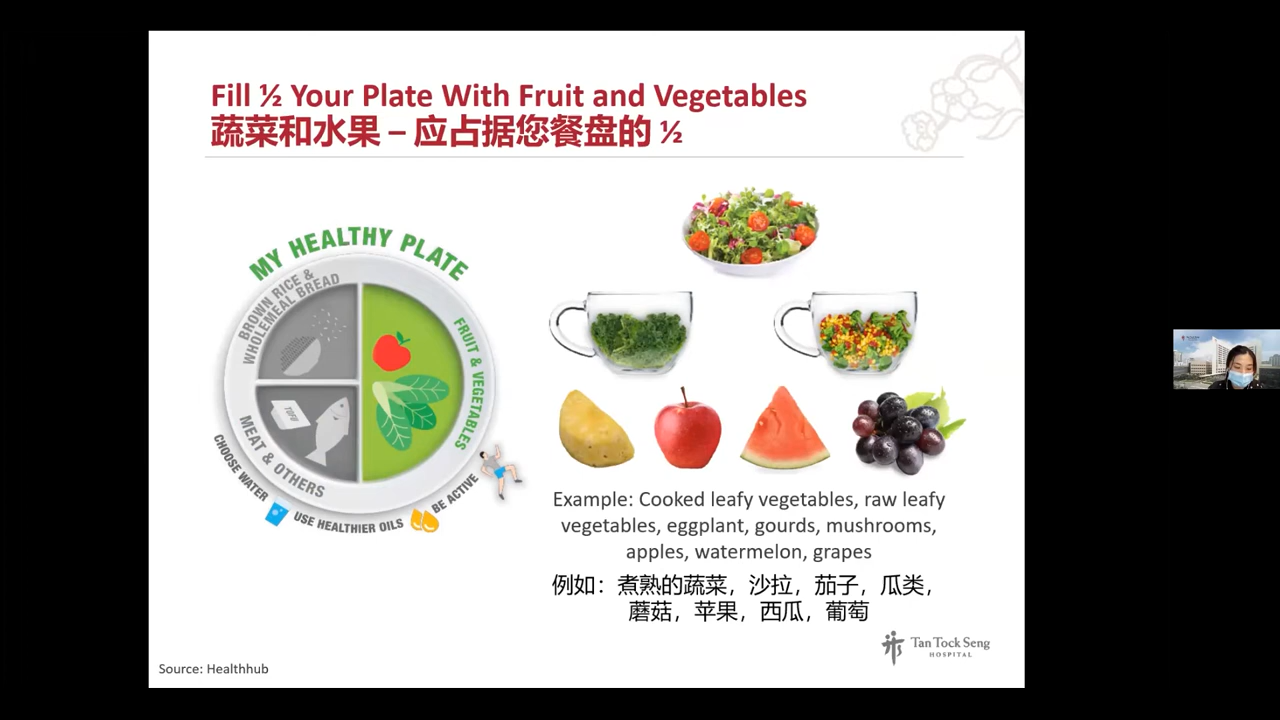 Fill ½ Your Plate With Fruit and Vegetables
蔬菜和水果 – 应占据您餐盘的 ½
MY HEALTHY PLATE
BROWN RICE &
WHOLEMEAL BREAD
FRUIT & VEGETABLES
TOFU
MEAT & OTHERS
CHOOSE WATER
USE HEALTHIER OILS
BE ACTIVE
Example: Cooked leafy vegetables, raw leafy
vegetables, eggplant, gourds, mushrooms,
apples, watermelon, grapes
例如：煮熟的蔬菜，沙拉，茄子，瓜类，
蘑菇，苹果，西瓜，葡萄
Tan Tock Seng
HOSPITAL
Source: Healthhub